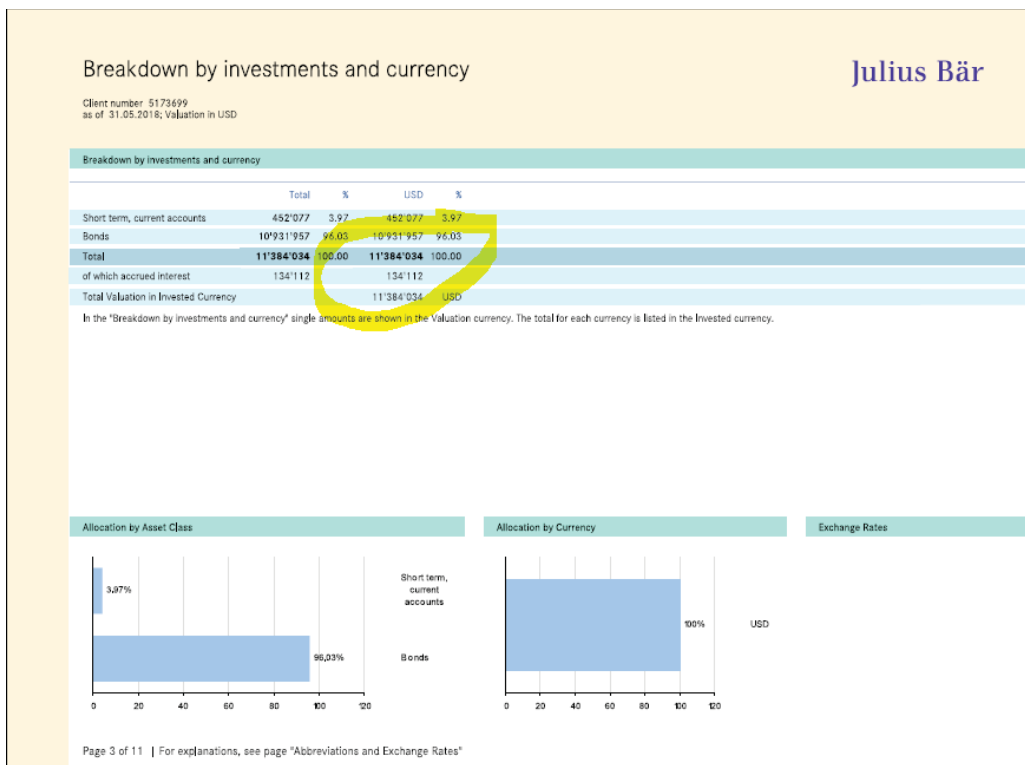 Breakdown by investments and currency
Julius Bär
Client number 5173699
as of 31.05.2018; Valuation in USD
Breakdown by investments and currency
Total % USD %
Short term, current accounts 452'077 3.97 452'077 3.97
Bonds 10'931'957 96.03 10'931'957 96.03
Total 11'384'034 100.00 11'384'034 100.00
of which accrued interest 134'112 134'112
Total Valuation in Invested Currency 11'384'034 USD
In the "Breakdown by investments and currency" single amounts are shown in the Valuation currency. The total for each currency is listed in the Invested currency.
Allocation by Asset Class
3.97%
Short term,
current
accounts
96,03%
Bonds
0 20 40 60 80 100 120
Allocation by Currency
100%
USD
0 20 40 60 80 100 120
Exchange Rates
Page 3 of 11 | For explanations, see page "Abbreviations and Exchange Rates"